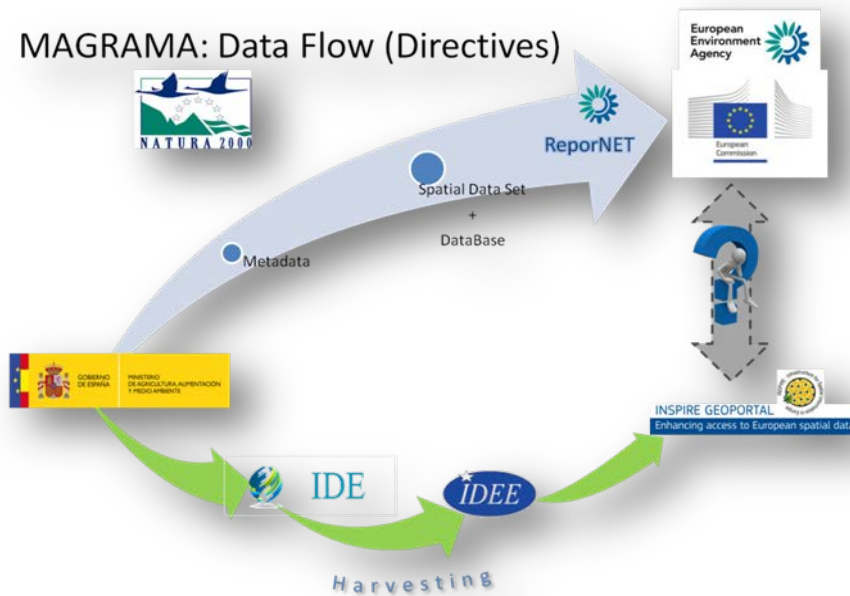 MAGRAMA: Data Flow (Directives)
European
Environment
Agency
NATURA 2000
ReporNET
European
Commission
Spatial Data Set
+
DataBase
Metadata
GOBIERNO
DE ESPAÑA
MINISTERIO
DE AGRICULTURA, ALIMENTACIÓN
Y MEDIO AMBIENTE
INSPIRE GEOPORTAL
Enhancing access to European spatial data
IDE
IDEE
Harvesting